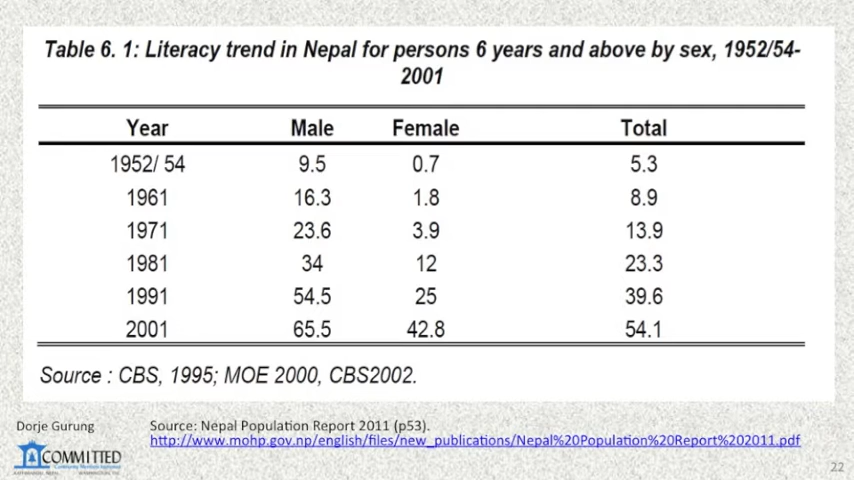 Table 6. 1: Literacy trend in Nepal for persons 6 years and above by sex, 1952/54-
2001
Year Male Female Total
1952/ 54 9.5 0.7 5.3
1961 16.3 1.8 8.9
1971 23.6 3.9 13.9
1981 34 12 23.3
1991 54.5 25 39.6
2001 65.5 42.8 54.1
Source : CBS, 1995; MOE 2000, CBS2002.
Dorje Gurung
Source: Nepal Population Report 2011 (p53).
http://www.mohp.gov.np/english/files/new_publications/Nepal%20Population%20Report%202011.pdf
COMMITTED
22